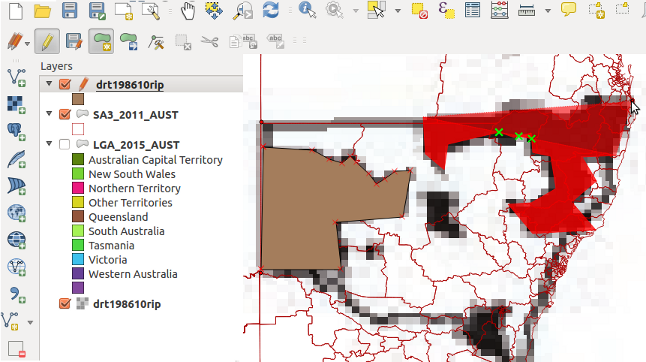 Layers
drt198610rip
SA3_2011_AUST
LGA_2015_AUST
Australian Capital Territory
New South Wales
Northern Territory
Other Territories
Queensland
South Australia
Tasmania
Victoria
Western Australia
drt198610rip